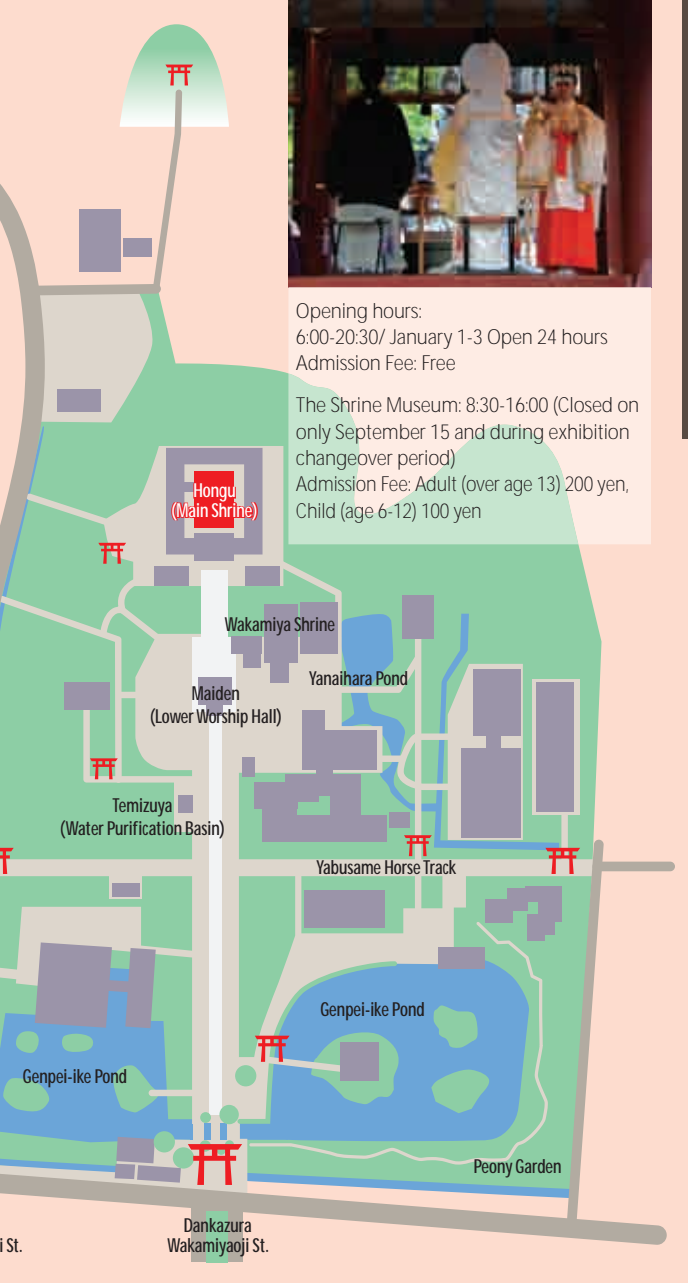 Opening hours:
6:00-20:30/ January 1-3 Open 24 hours
Admission Fee: Free
The Shrine Museum: 8:30-16:00 (Closed on
only September 15 and during exhibition
changeover period)
Admission Fee: Adult (over age 13) 200 yen,
Child (age 6-12) 100 yen
Hongu
(Main Shrine)
Wakamiya Shrine
Yanaihara Pond
Maiden
(Lower Worship Hall)
Temizuya
(Water Purification Basin)
Yabusame Horse Track
Genpei-ike Pond
Genpei-ike Pond
Peony Garden
Dankazura
Wakamiyaoji St.
i St.